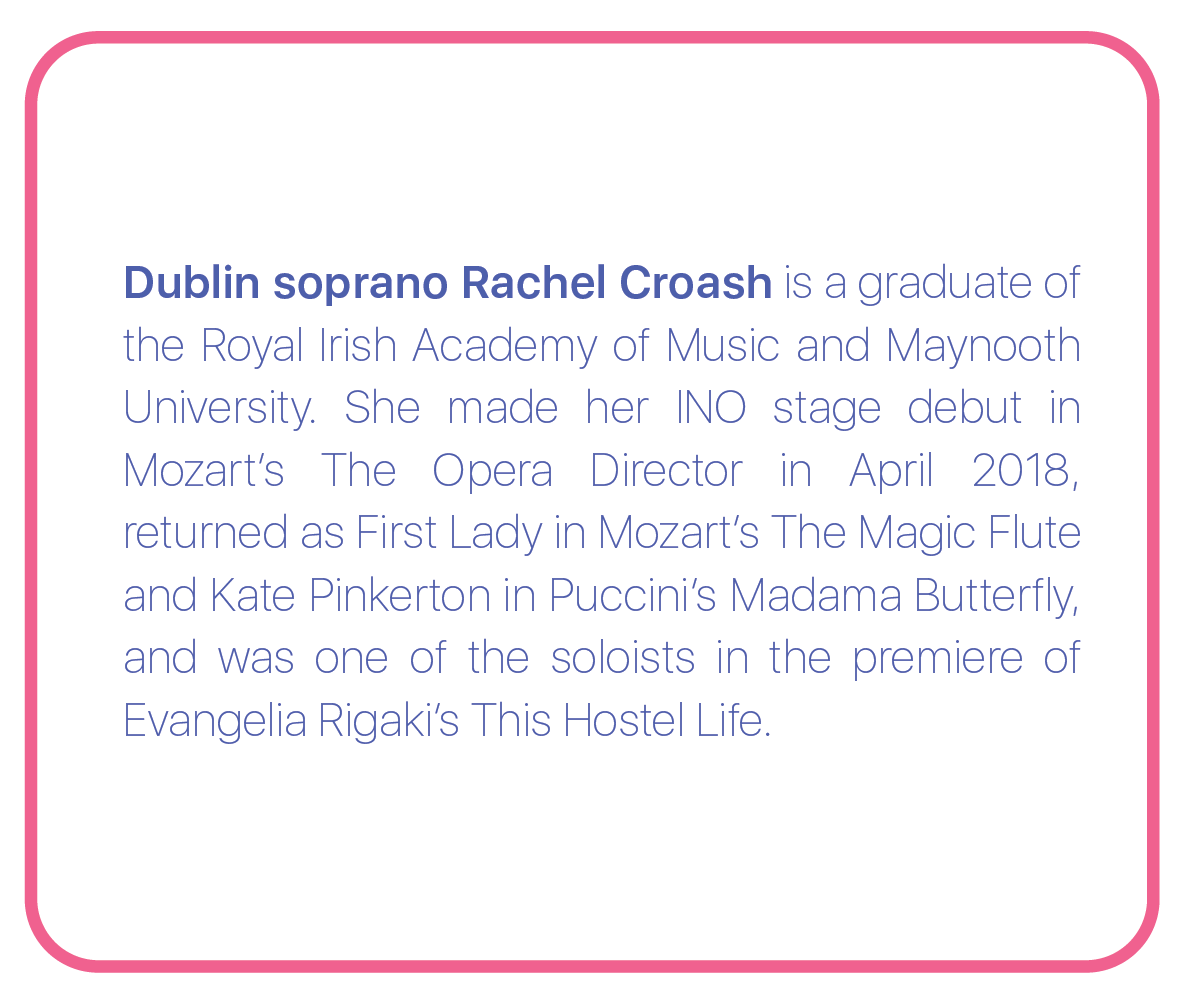 Dublin soprano Rachel Croash is a graduate of
the Royal Irish Academy of Music and Maynooth
University. She made her INO stage debut in
Mozart’s The Opera Director in April 2018,
returned as First Lady in Mozart’s The Magic Flute
and Kate Pinkerton in Puccini’s Madama Butterfly,
and was one of the soloists in the premiere of
Evangelia Rigaki’s This Hostel Life.